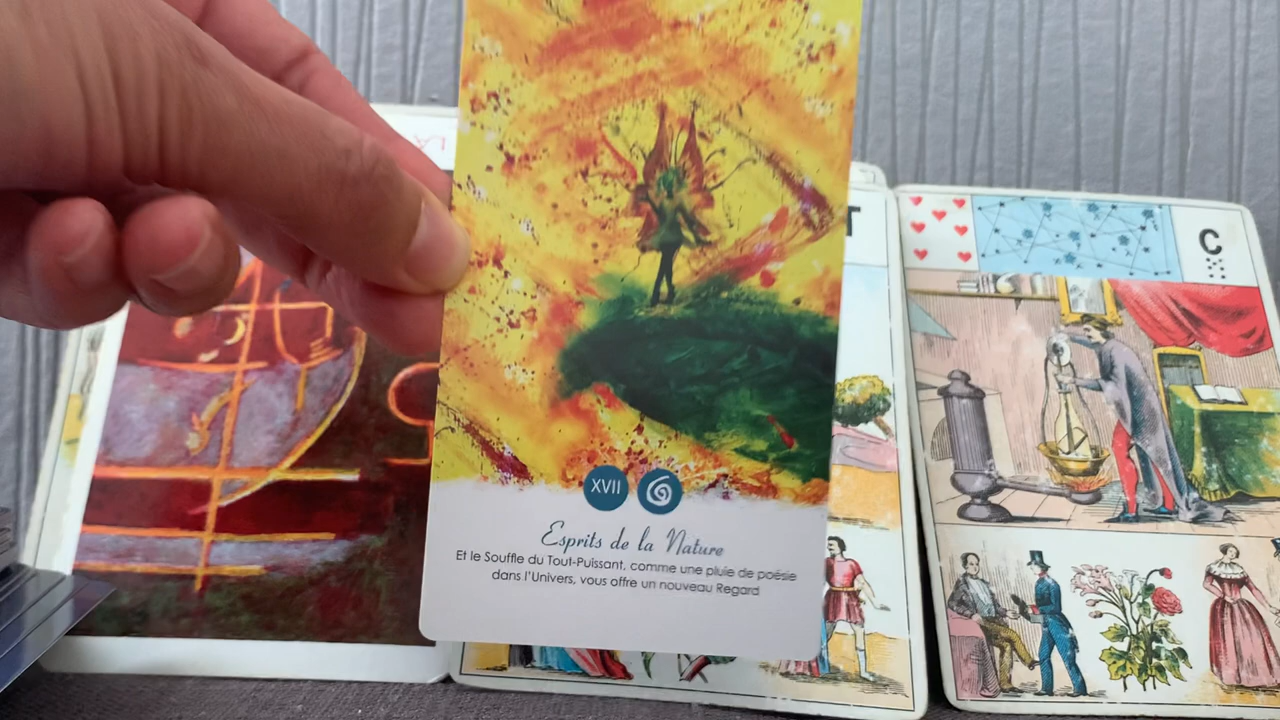 LA
T
C
XVII
Esprits de la Nature
Et le Souffle du Tout-Puissant, comme une pluie de poésie
dans l'Univers, vous offre un nouveau Regard